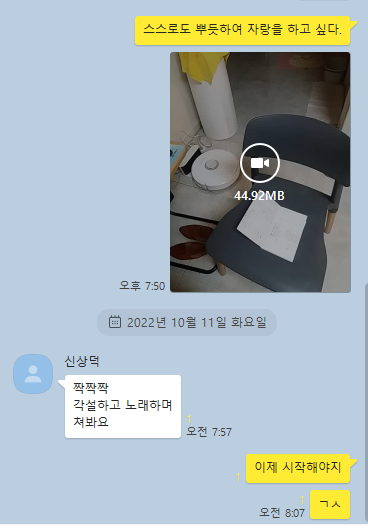 스스로도 뿌듯하여 자랑을 하고 싶다.
44.92MB
오후 7:50
2022년 10월 11일 화요일
신상덕
짝짝짝
각설하고 노래하며
쳐봐요
1
오전 7:57
이제 시작해야지
1
ㄱㅅ
1
오전 8:07